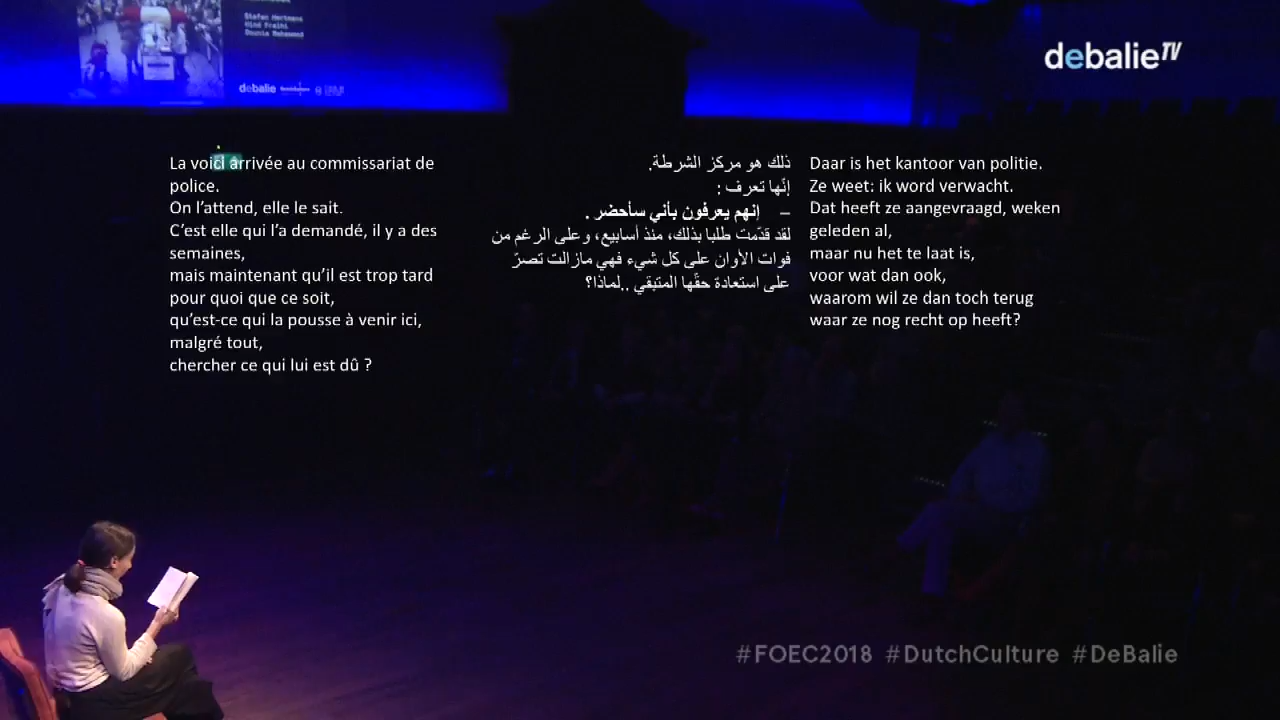 Stefan Hertmans
debalie
debalieTV
La voici arrivée au commissariat de
police.
On l'attend, elle le sait.
C'est elle qui l'a demandé, il y a des
semaines,
mais maintenant qu'il est trop tard
pour quoi que ce soit,
qu'est-ce qui la pousse à venir ici,
malgré tout,
chercher ce qui lui est dû ?
ذلك هو مركز الشرطة.
إنّها تعرف :
– إنهم يعرفون بأني سأحضر .
لقد قدّمت طلبا بذلك، منذ أسابيع، وعلى الرغم من
فوات الأوان على كل شيء فهي مازالت تصرّ
على استعادة حقّها المتبقي ..لماذا؟
Daar is het kantoor van politie.
Ze weet: ik word verwacht.
Dat heeft ze aangevraagd, weken
geleden al,
maar nu het te laat is,
voor wat dan ook,
waarom wil ze dan toch terug
waar ze nog recht op heeft?
#FOEC2018 #DutchCulture #DeBalie